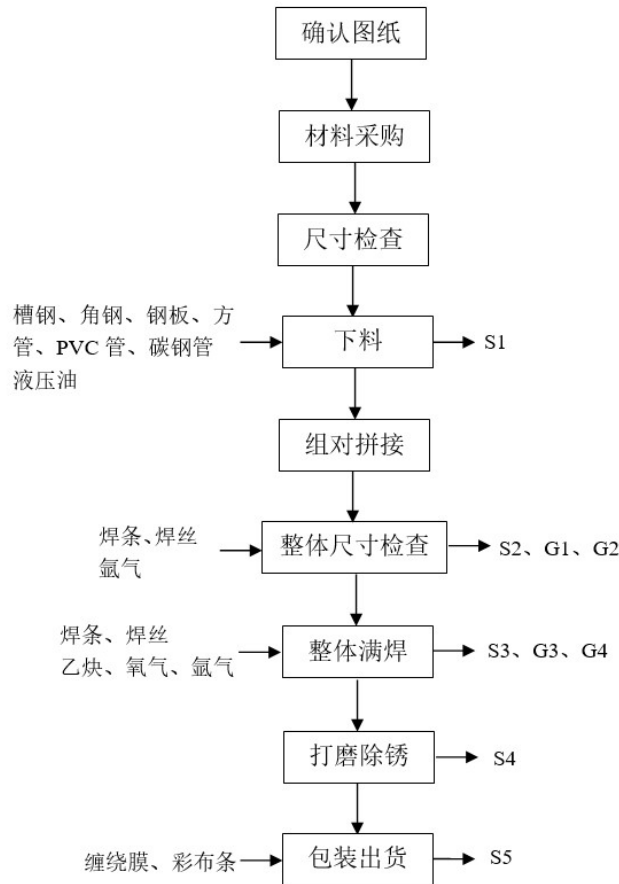 确认图纸
材料采购
尺寸检查
槽钢、角钢、钢板、方
管、PVC 管、碳钢管
液压油
下料
S1
组对拼接
焊条、焊丝
氩气
整体尺寸检查
S2、G1、G2
焊条、焊丝
乙炔、氧气、氩气
整体满焊
S3、G3、G4
打磨除锈
S4
缠绕膜、彩布条
包装出货
S5